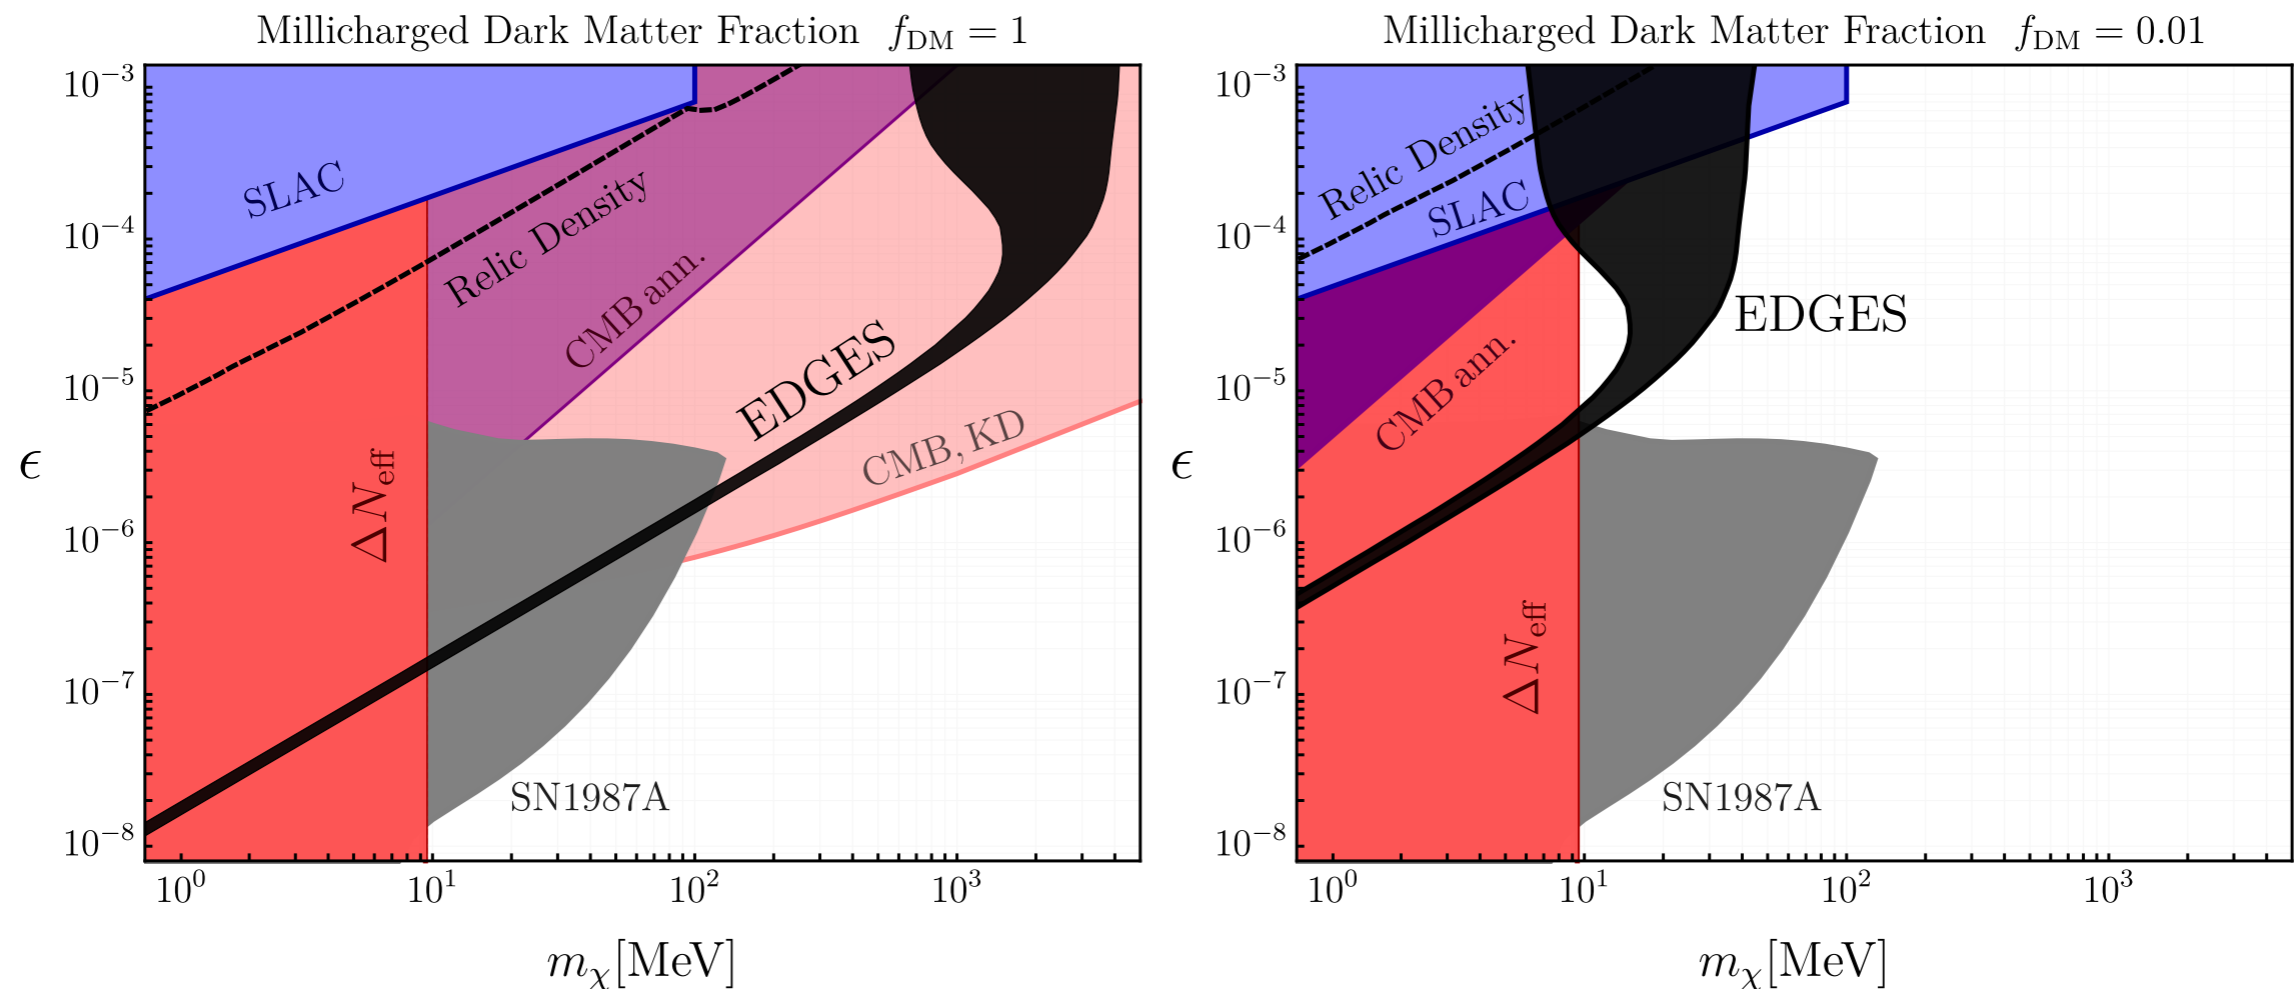 Millicharged Dark Matter Fraction f_DM = 1
10^−3
10^−4
10^−5
10^−6
10^−7
10^−8
ϵ
SLAC
Relic Density
CMB ann.
EDGES
CMB, KD
ΔN_eff
SN1987A
10^0
10^1
10^2
10^3
m_χ[MeV]
Millicharged Dark Matter Fraction f_DM = 0.01
10^−3
10^−4
10^−5
10^−6
10^−7
10^−8
ϵ
Relic Density
SLAC
EDGES
CMB ann.
ΔN_eff
SN1987A
10^0
10^1
10^2
10^3
m_χ[MeV]